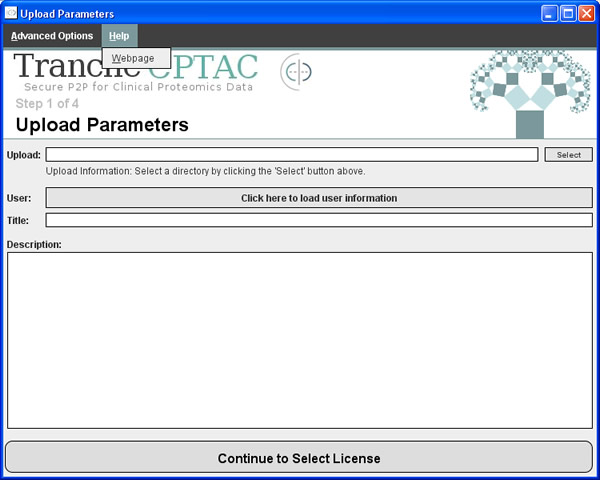 Upload Parameters
Advanced Options Help
Webpage
Tranche CPTAC
Secure P2P for Clinical Proteomics Data
Step 1 of 4
Upload Parameters
Upload: Select
Upload Information: Select a directory by clicking the 'Select' button above.
User: Click here to load user information
Title:
Description:
Continue to Select License